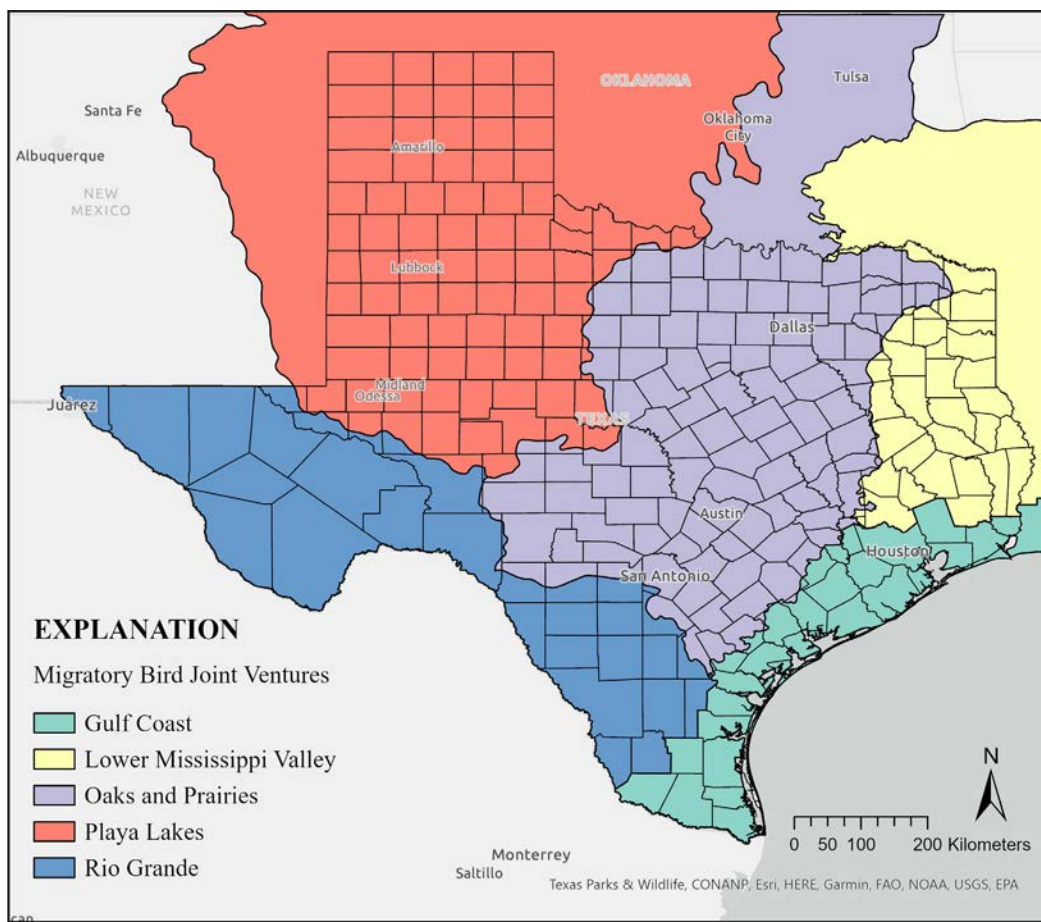 OKLAHOMA
Tulsa
Santa Fe
Oklahoma
City
Albuquerque
Amarillo
NEW
MEXICO
Lubbock
Dallas
Midland
Odessa
Juárez
TEXAS
Austin
Houston
San Antonio
EXPLANATION
Migratory Bird Joint Ventures
Gulf Coast
Lower Mississippi Valley
Oaks and Prairies
Playa Lakes
Rio Grande
N
0 50 100 200 Kilometers
Monterrey
Saltillo
Texas Parks & Wildlife, CONANP, Esri, HERE, Garmin, FAO, NOAA, USGS, EPA